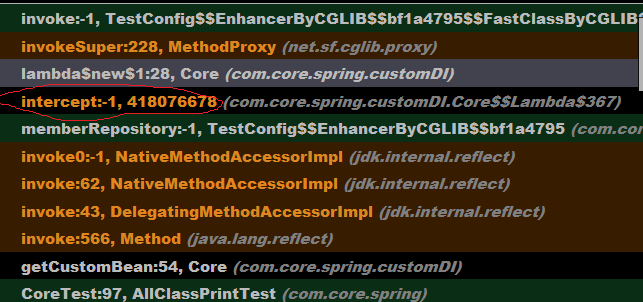 invoke:-1, TestConfig$$EnhancerByCGLIB$$bf1a4795$$FastClassByCGLIB
invokeSuper:228, MethodProxy (net.sf.cglib.proxy)
lambda$new$1:28, Core (com.core.spring.customDI)
intercept:-1, 418076678 (com.core.spring.customDI.Core$$Lambda$367)
memberRepository:-1, TestConfig$$EnhancerByCGLIB$$bf1a4795 (com.co
invoke0:-1, NativeMethodAccessorImpl (jdk.internal.reflect)
invoke:62, NativeMethodAccessorImpl (jdk.internal.reflect)
invoke:43, DelegatingMethodAccessorImpl (jdk.internal.reflect)
invoke:566, Method (java.lang.reflect)
getCustomBean:54, Core (com.core.spring.customDI)
CoreTest:97, AllClassPrintTest (com.core.spring)